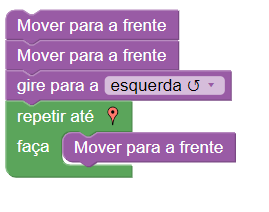 Mover para a frente
Mover para a frente
gire para a esquerda ↺
repetir até
faça Mover para a frente